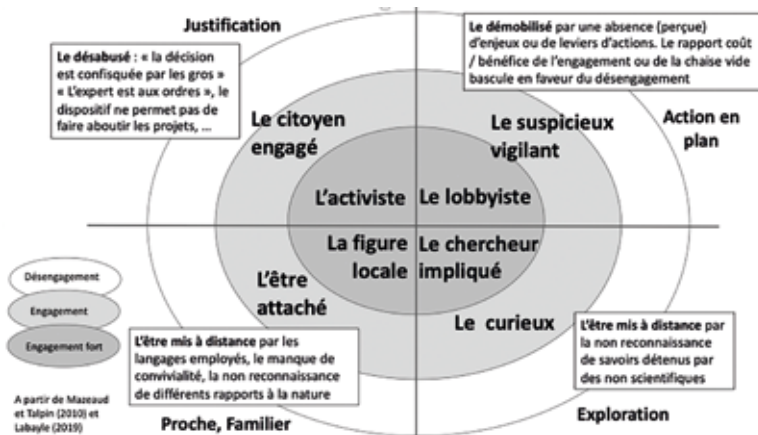 Justification
Le désabusé : « la décision
est confisquée par les gros »
« L'expert est aux ordres », le
dispositif ne permet pas de
faire aboutir les projets, ...
Le démobilisé par une absence (perçue)
d'enjeux ou de leviers d'actions. Le rapport coût
/ bénéfice de l'engagement ou de la chaise vide
bascule en faveur du désengagement
Le citoyen
engagé
Le suspicieux
vigilant
Action en
plan
L'activiste
Le lobbyiste
La figure
locale
Le chercheur
impliqué
L'être
attaché
Le curieux
Désengagement
Engagement
Engagement fort
L'être mis à distance par les
langages employés, le manque de
convivialité, la non reconnaissance
de différents rapports à la nature
L'être mis à distance par
la non reconnaissance
de savoirs détenus par
des non scientifiques
A partir de Mazeaud
et Talpin (2010) et
Labayle (2019)
Proche, Familier
Exploration